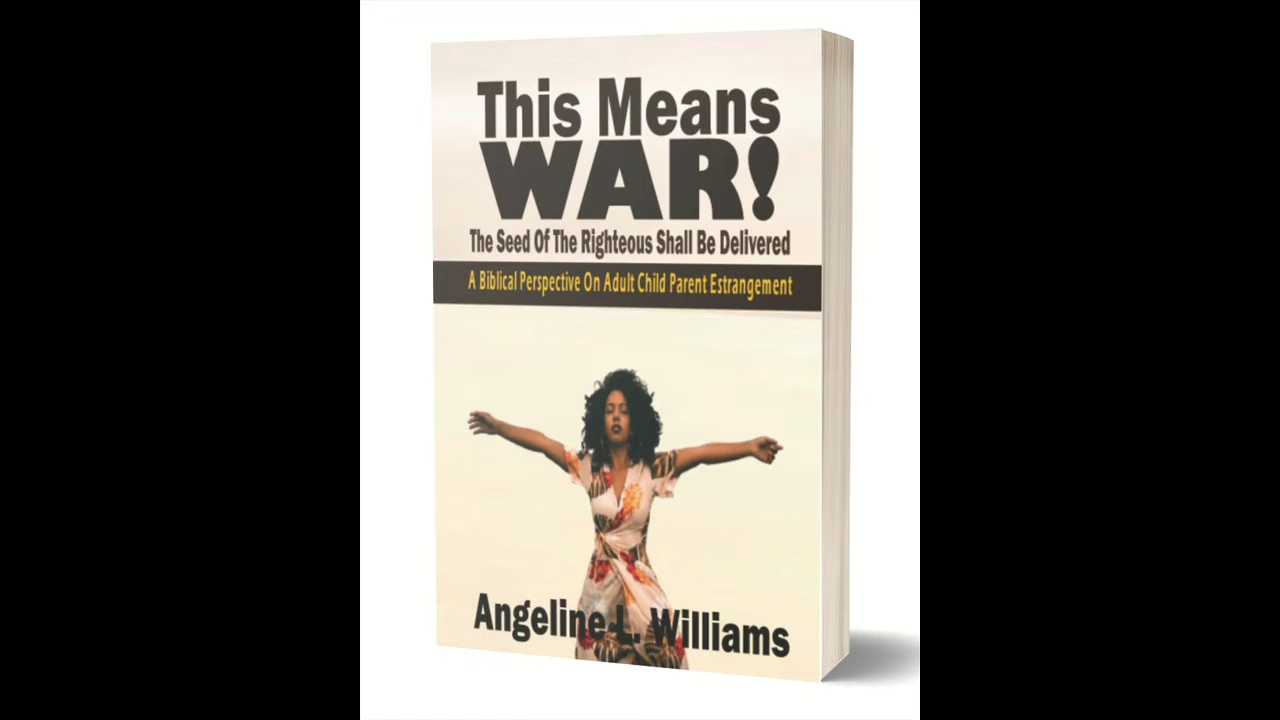 This Means
WAR!
The Seed Of The Righteous Shall Be Delivered
A Biblical Perspective On Adult Child Parent Estrangement
Angeline L. Williams